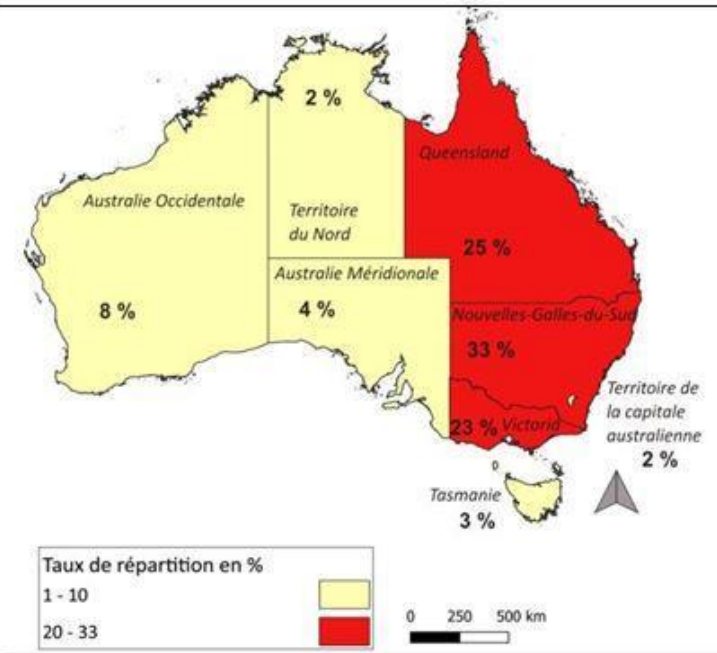 2 %
Queensland
Australie Occidentale
Territoire
du Nord
25 %
Australie Méridionale
8 %
4 %
Nouvelles-Galles-du-Sud
33 %
Territoire de
la capitale
australienne
2 %
23 % Victoria
Tasmanie
3 %
Taux de répartition en %
1 - 10
20 - 33
0 250 500 km